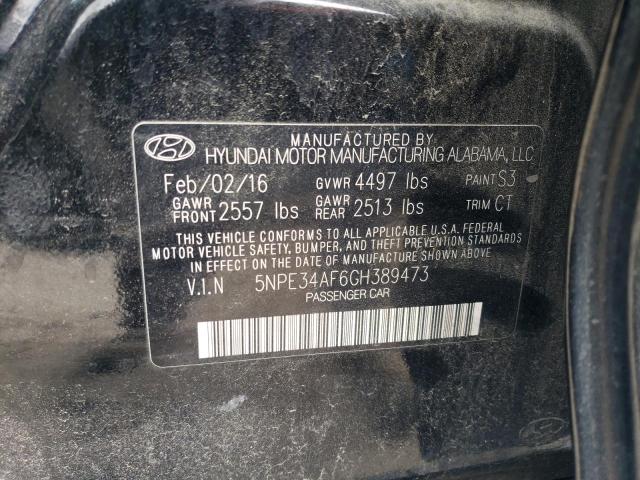 MANUFACTURED BY
HYUNDAI MOTOR MANUFACTURING ALABAMA, LLC
Feb/02/16 GVWR 4497 lbs PAINT S3
GAWR FRONT 2557 lbs GAWR REAR 2513 lbs TRIM CT
THIS VEHICLE CONFORMS TO ALL APPLICABLE U.S.A. FEDERAL
MOTOR VEHICLE SAFETY, BUMPER, AND THEFT PREVENTION STANDARDS
IN EFFECT ON THE DATE OF MANUFACTURE SHOWN ABOVE.
V.I.N 5NPE34AF6GH389473
PASSENGER CAR